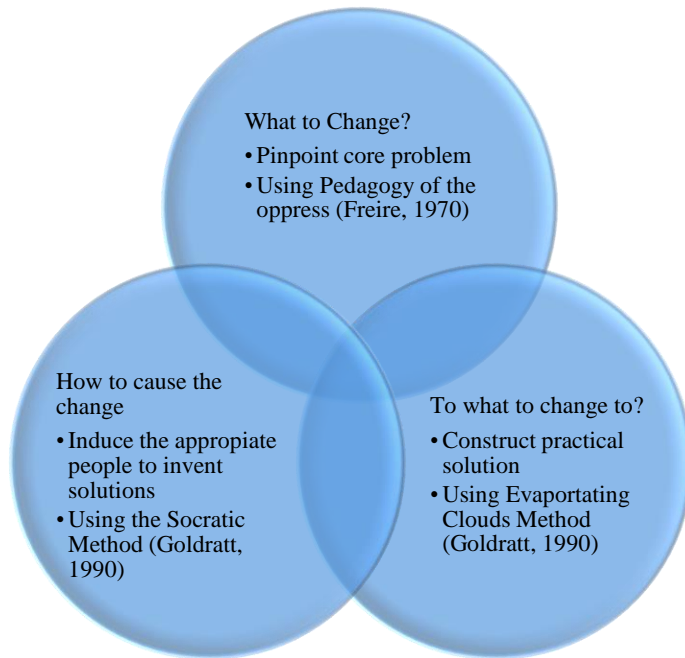 What to Change?
• Pinpoint core problem
• Using Pedagogy of the
oppress (Freire, 1970)
How to cause the
change
• Induce the appropiate
people to invent
solutions
• Using the Socratic
Method (Goldratt,
1990)
To what to change to?
• Construct practical
solution
• Using Evaportating
Clouds Method
(Goldratt, 1990)